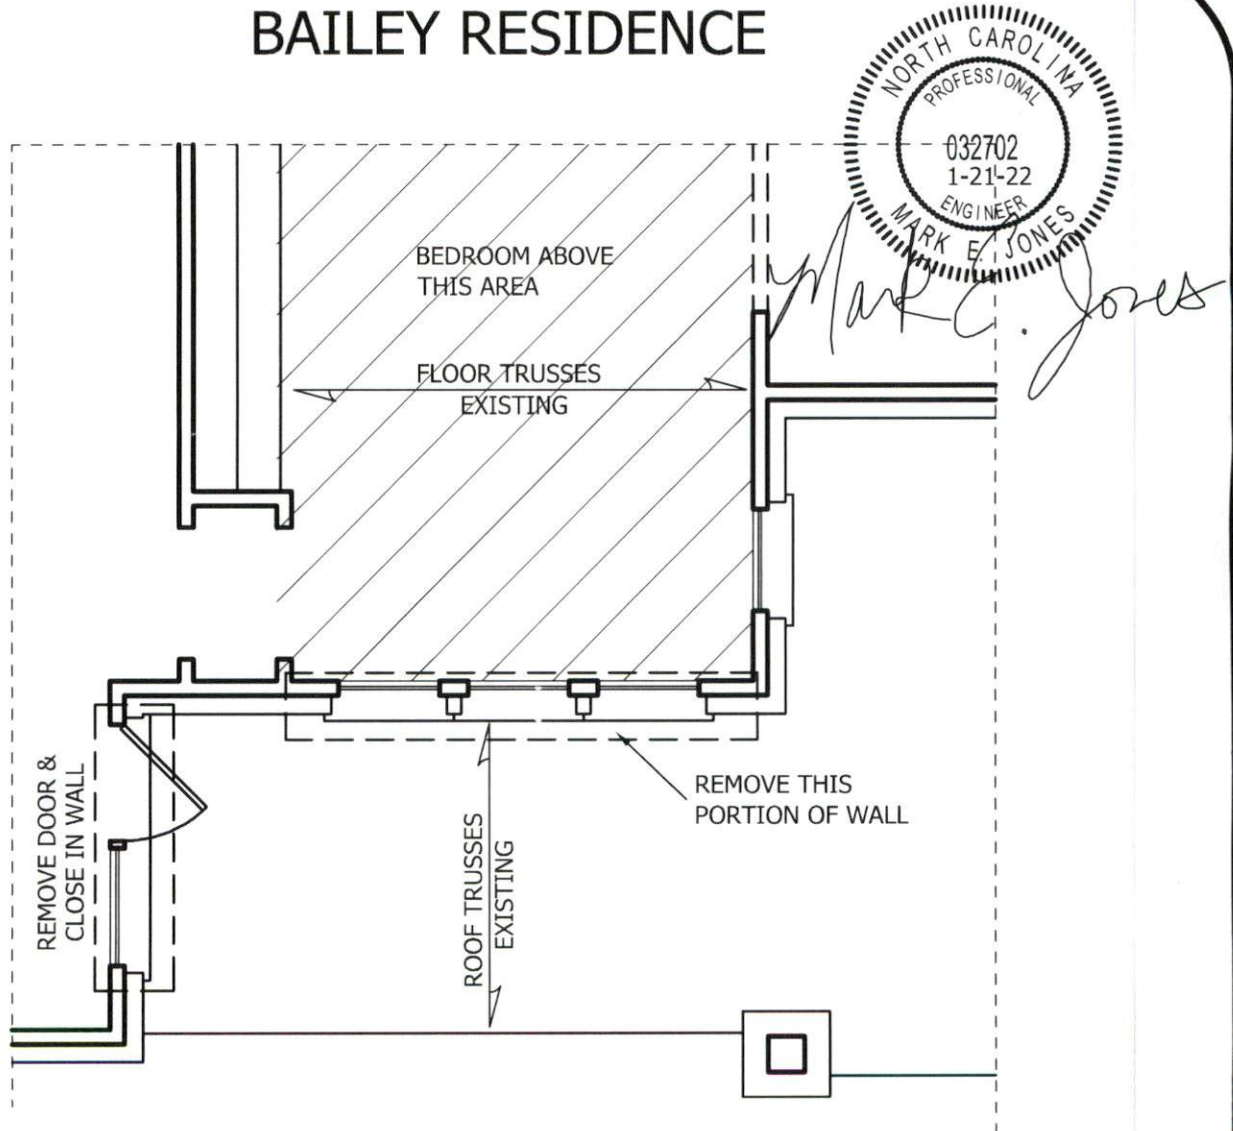 BAILEY RESIDENCE
NORTH CAROLINA
PROFESSIONAL
032702
1-21-22
ENGINEER
MARK E. JONES
Mark E. Jones
BEDROOM ABOVE
THIS AREA
FLOOR TRUSSES
EXISTING
REMOVE THIS
PORTION OF WALL
REMOVE DOOR &
CLOSE IN WALL
ROOF TRUSSES
EXISTING